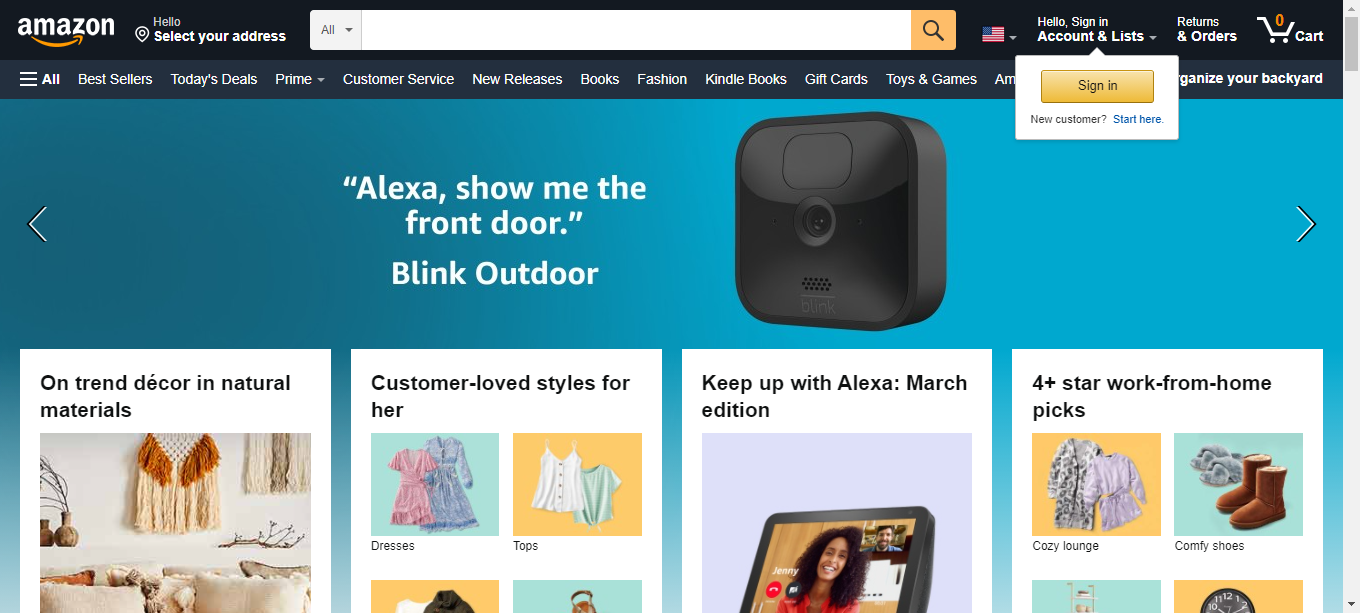 amazon
Hello
Select your address
All
Hello, Sign in
Account & Lists
Returns
& Orders
0
Cart
All
Best Sellers
Today's Deals
Prime
Customer Service
New Releases
Books
Fashion
Kindle Books
Gift Cards
Toys & Games
Am
rganize your backyard
Sign in
New customer? Start here.
“Alexa, show me the
front door.”
Blink Outdoor
blink
On trend décor in natural
materials
Customer-loved styles for
her
Dresses
Tops
Keep up with Alexa: March
edition
Jenny
4+ star work-from-home
picks
Cozy lounge
Comfy shoes